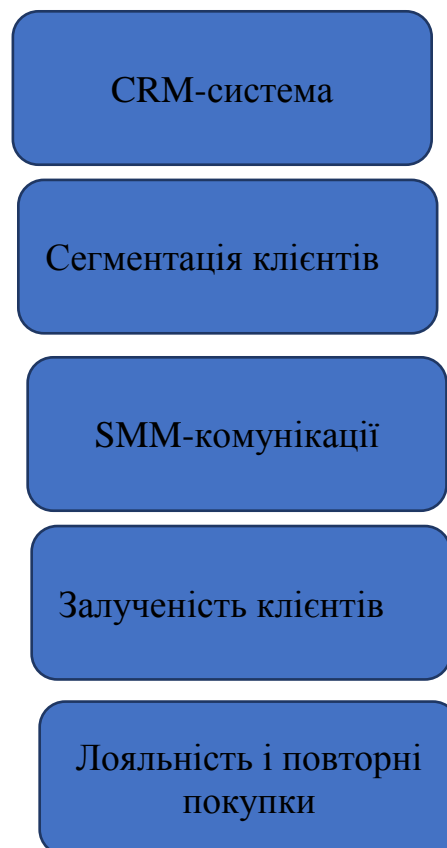 CRM-система
Сегментація клієнтів
SMM-комунікації
Залученість клієнтів
Лояльність і повторні
покупки